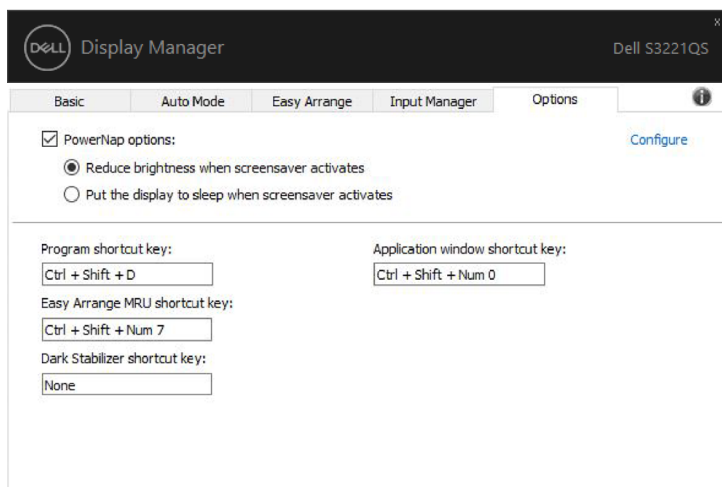 x
DELL Display Manager Dell S3221QS
Basic Auto Mode Easy Arrange Input Manager Options i
PowerNap options: Configure
Reduce brightness when screensaver activates
Put the display to sleep when screensaver activates
Program shortcut key: Application window shortcut key:
Ctrl + Shift + D Ctrl + Shift + Num 0
Easy Arrange MRU shortcut key:
Ctrl + Shift + Num 7
Dark Stabilizer shortcut key:
None